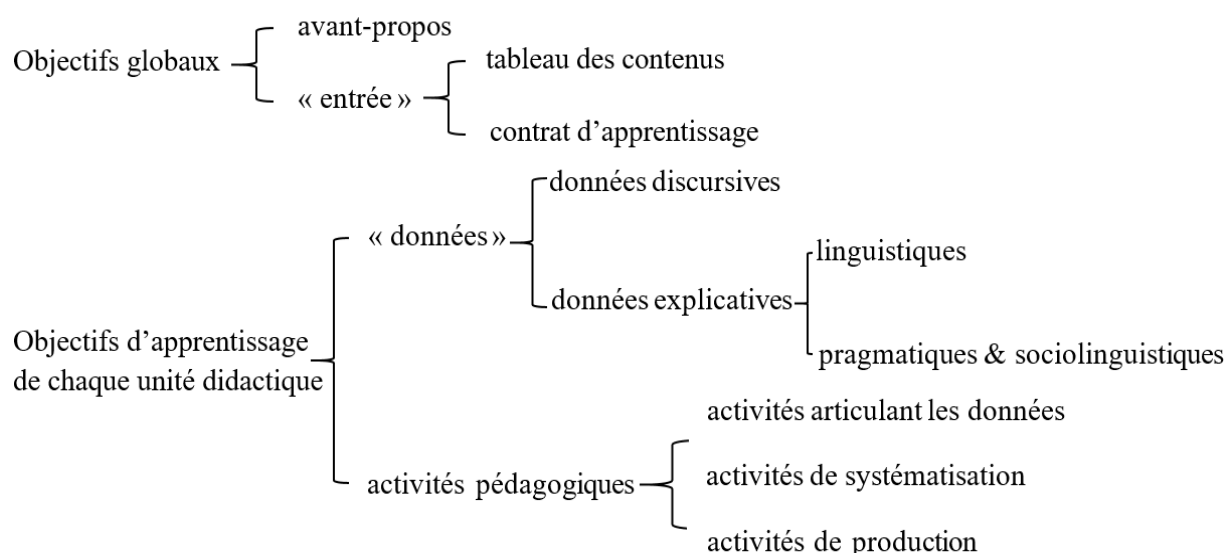 avant-propos
Objectifs globaux
tableau des contenus
« entrée »
contrat d’apprentissage
données discursives
« données »
linguistiques
données explicatives
Objectifs d’apprentissage
de chaque unité didactique
pragmatiques & sociolinguistiques
activités articulant les données
activités pédagogiques
activités de systématisation
activités de production